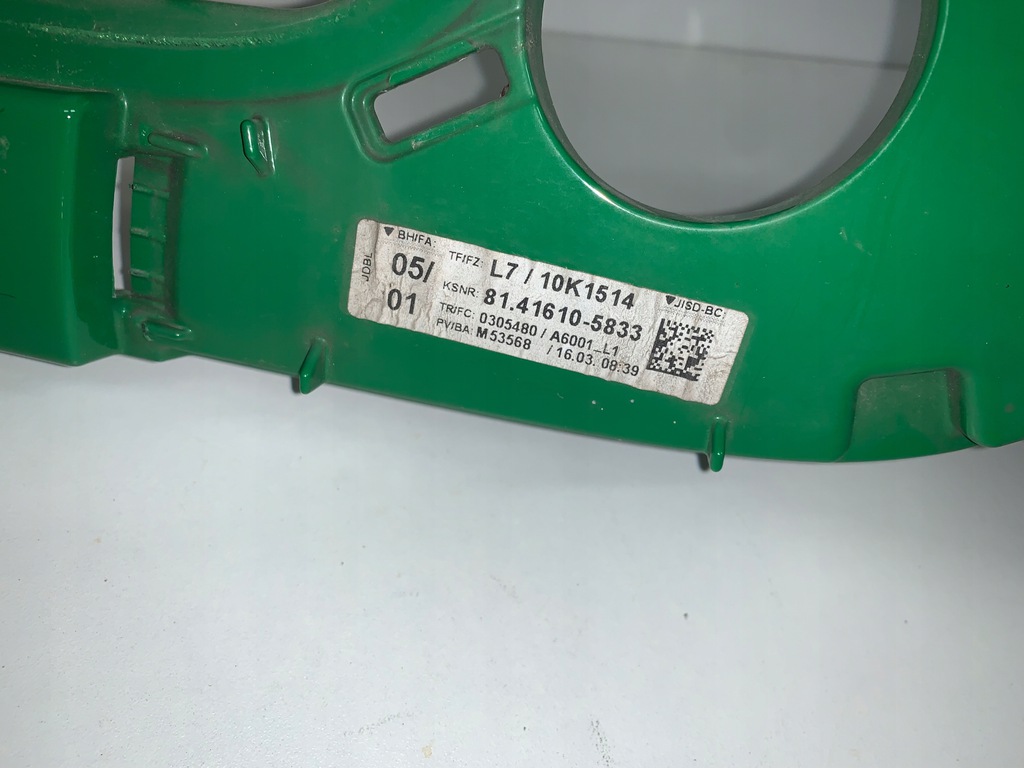 JDBL
▼ BH/FA:
05/
01
TF/FZ: L7 / 10K1514
KSNR: 81.41610-5833
TR/FC: 0305480 / A6001_L1
PV/BA: M53568 / 16.03. 08:39
▼JISD-BC: